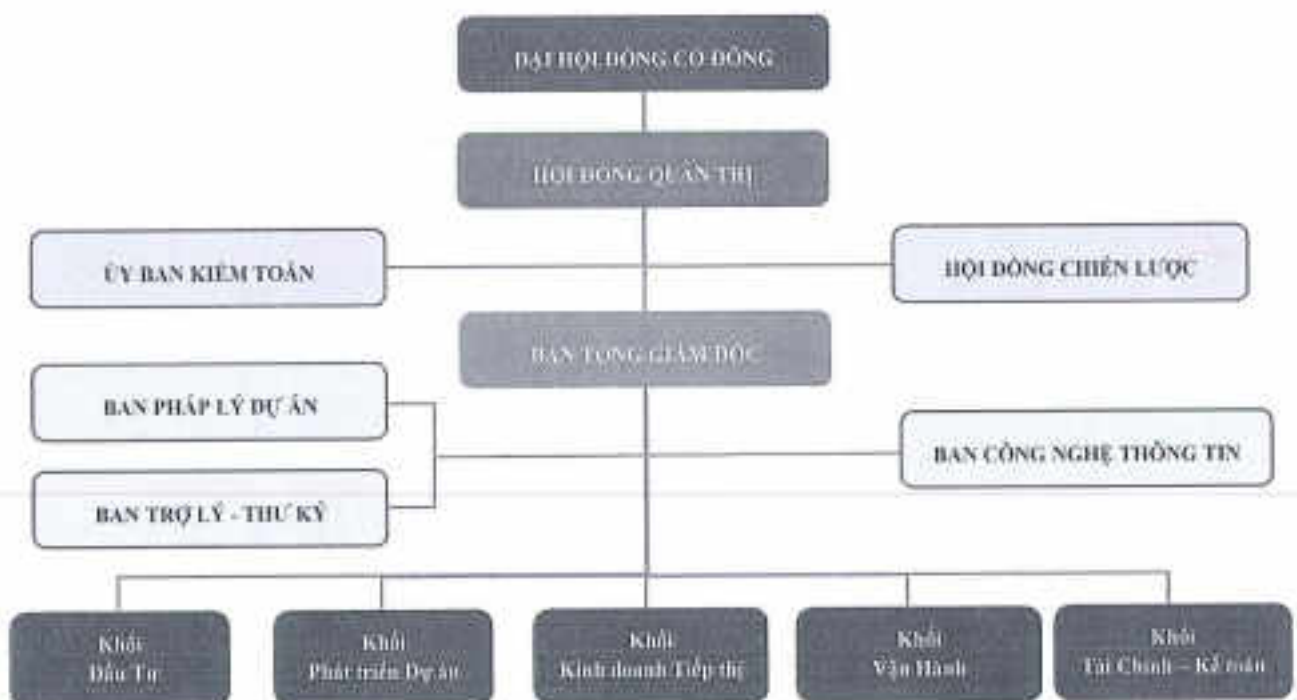 ĐẠI HỘI ĐỒNG CỔ ĐÔNG
HỘI ĐỒNG QUẢN THỊ
ỦY BAN KIỂM TOÁN
HỘI ĐỒNG CHIẾN LƯỢC
BAN TỔNG GIÁM ĐỐC
BAN PHÁP LÝ DỰ ÁN
BAN CÔNG NGHỆ THÔNG TIN
BAN TRỢ LÝ - THƯ KÝ
Khối
Đầu Tư
Khối
Phát triển Dự án
Khối
Kinh doanh Tiếp thị
Khối
Vận Hành
Khối
Tài Chính – Kế toán